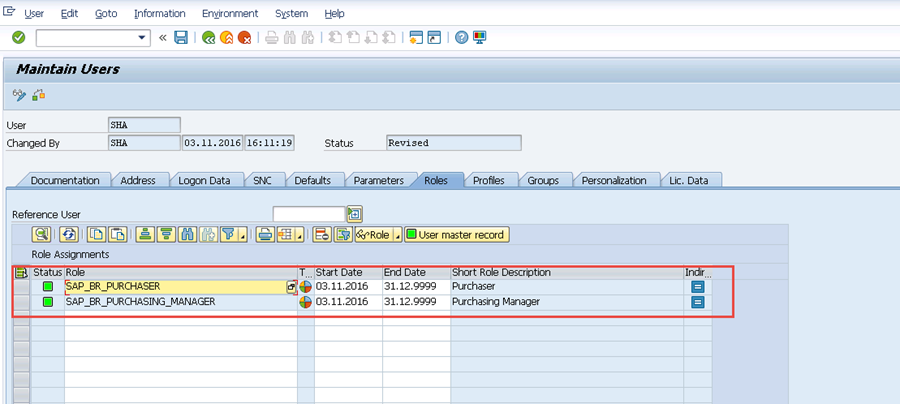 User Edit Goto Information Environment System Help
Maintain Users
User SHA
Changed By SHA 03.11.2016 16:11:19 Status Revised
Documentation Address Logon Data SNC Defaults Parameters Roles Profiles Groups Personalization Lic. Data
Reference User
Role User master record
Role Assignments
Status Role T... Start Date End Date Short Role Description Indir...
SAP_BR_PURCHASER 03.11.2016 31.12.9999 Purchaser
SAP_BR_PURCHASING_MANAGER 03.11.2016 31.12.9999 Purchasing Manager